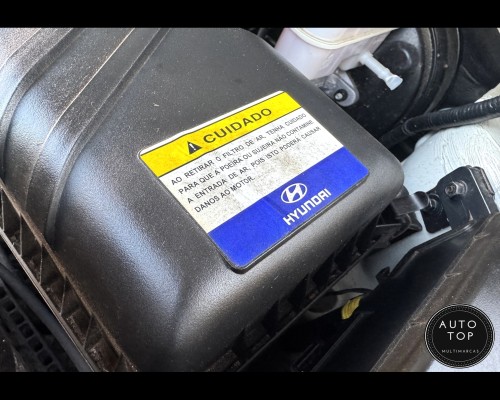 CUIDADO
AO RETIRAR O FILTRO DE AR, TENHA CUIDADO
PARA QUE A POEIRA OU SUJEIRA NÃO CONTAMINE
A ENTRADA DE AR, POIS ISTO PODERÁ CAUSAR
DANOS AO MOTOR.
HYUNDAI
AUTO
TOP
MULTIMARCAS